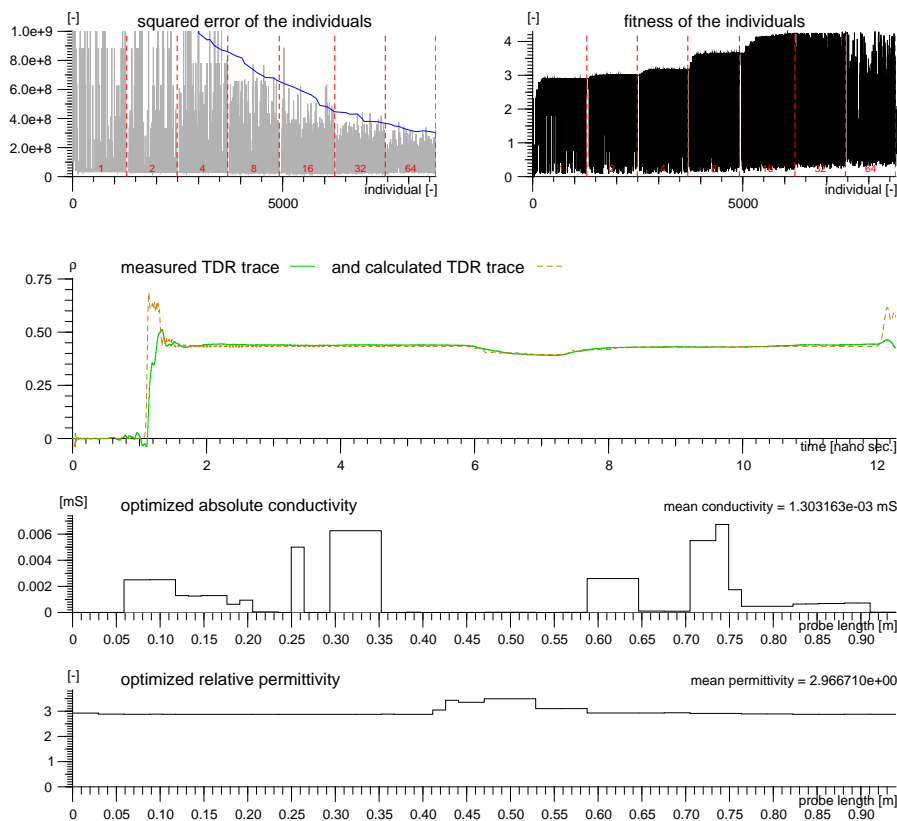 [-] squared error of the individuals
1.0e+9
8.0e+8
6.0e+8
4.0e+8
2.0e+8
0
1 2 4 8 16 32 64
individual [-]
0 5000
[-] fitness of the individuals
4
3
2
1
0
32 64
individual [-]
0 5000
ρ measured TDR trace and calculated TDR trace
0.75
0.50
0.25
0
time [nano sec.]
0 2 4 6 8 10 12
[mS] optimized absolute conductivity mean conductivity = 1.303163e-03 mS
0.006
0.004
0.002
0
probe length [m]
0 0.05 0.10 0.15 0.20 0.25 0.30 0.35 0.40 0.45 0.50 0.55 0.60 0.65 0.70 0.75 0.80 0.85 0.90
[-] optimized relative permittivity mean permittivity = 2.966710e+00
3
2
1
0
probe length [m]
0 0.05 0.10 0.15 0.20 0.25 0.30 0.35 0.40 0.45 0.50 0.55 0.60 0.65 0.70 0.75 0.80 0.85 0.90